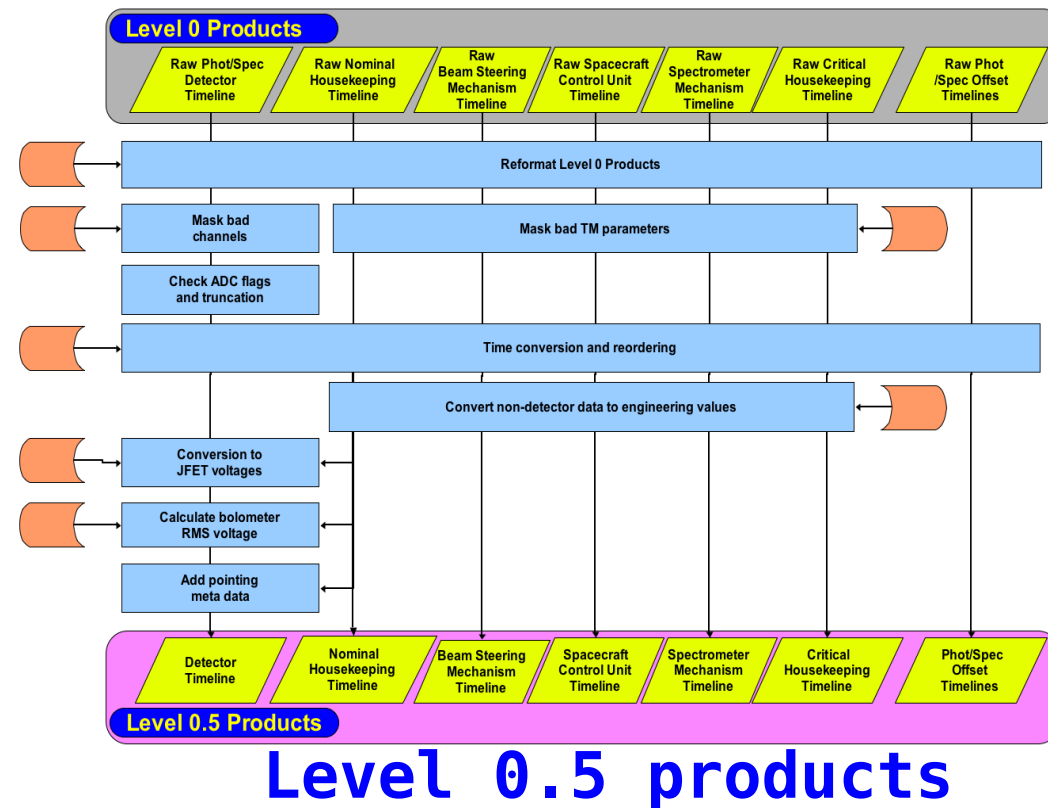 Level 0 Products
Raw Phot/Spec
Detector
Timeline
Raw Nominal
Housekeeping
Timeline
Raw
Beam Steering
Mechanism
Timeline
Raw Spacecraft
Control Unit
Timeline
Raw
Spectrometer
Mechanism
Timeline
Raw Critical
Housekeeping
Timeline
Raw Phot
/Spec Offset
Timelines
Reformat Level 0 Products
Mask bad
channels
Mask bad TM parameters
Check ADC flags
and truncation
Time conversion and reordering
Convert non-detector data to engineering values
Conversion to
JFET voltages
Calculate bolometer
RMS voltage
Add pointing
meta data
Detector
Timeline
Nominal
Housekeeping
Timeline
Beam Steering
Mechanism
Timeline
Spacecraft
Control Unit
Timeline
Spectrometer
Mechanism
Timeline
Critical
Housekeeping
Timeline
Phot/Spec
Offset
Timelines
Level 0.5 Products
Level 0.5 products